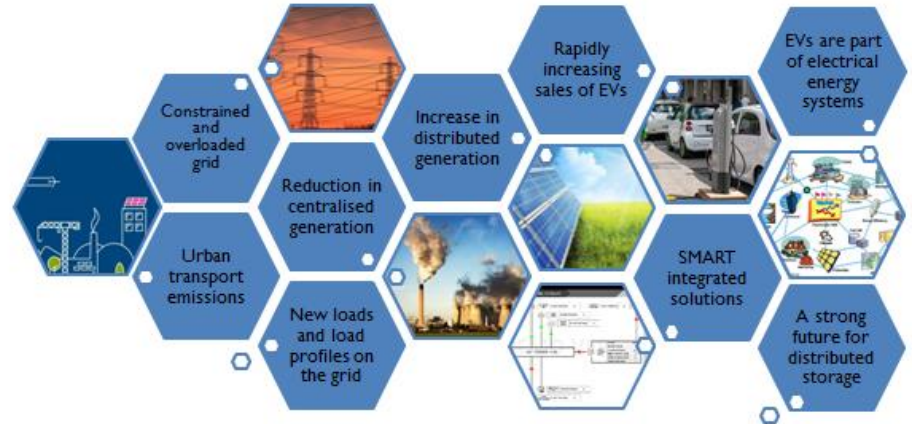 Constrained
and
overloaded
grid
Urban
transport
emissions
Reduction in
centralised
generation
New loads
and load
profiles on
the grid
Increase in
distributed
generation
Rapidly
increasing
sales of EVs
SMART
integrated
solutions
EVs are part
of electrical
energy
systems
A strong
future for
distributed
storage